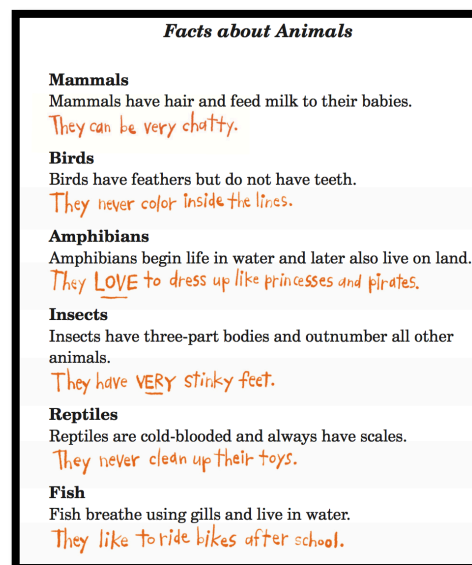 Facts about Animals
Mammals
Mammals have hair and feed milk to their babies.
They can be very chatty.
Birds
Birds have feathers but do not have teeth.
They never color inside the lines.
Amphibians
Amphibians begin life in water and later also live on land.
They LOVE to dress up like princesses and pirates.
Insects
Insects have three-part bodies and outnumber all other
animals.
They have VERY stinky feet.
Reptiles
Reptiles are cold-blooded and always have scales.
They never clean up their toys.
Fish
Fish breathe using gills and live in water.
They like to ride bikes after school.